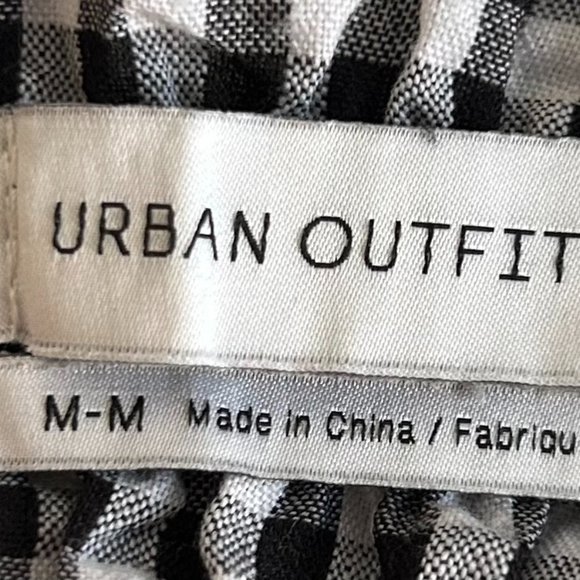 URBAN OUTFIT
M-M Made in China / Fabriqu